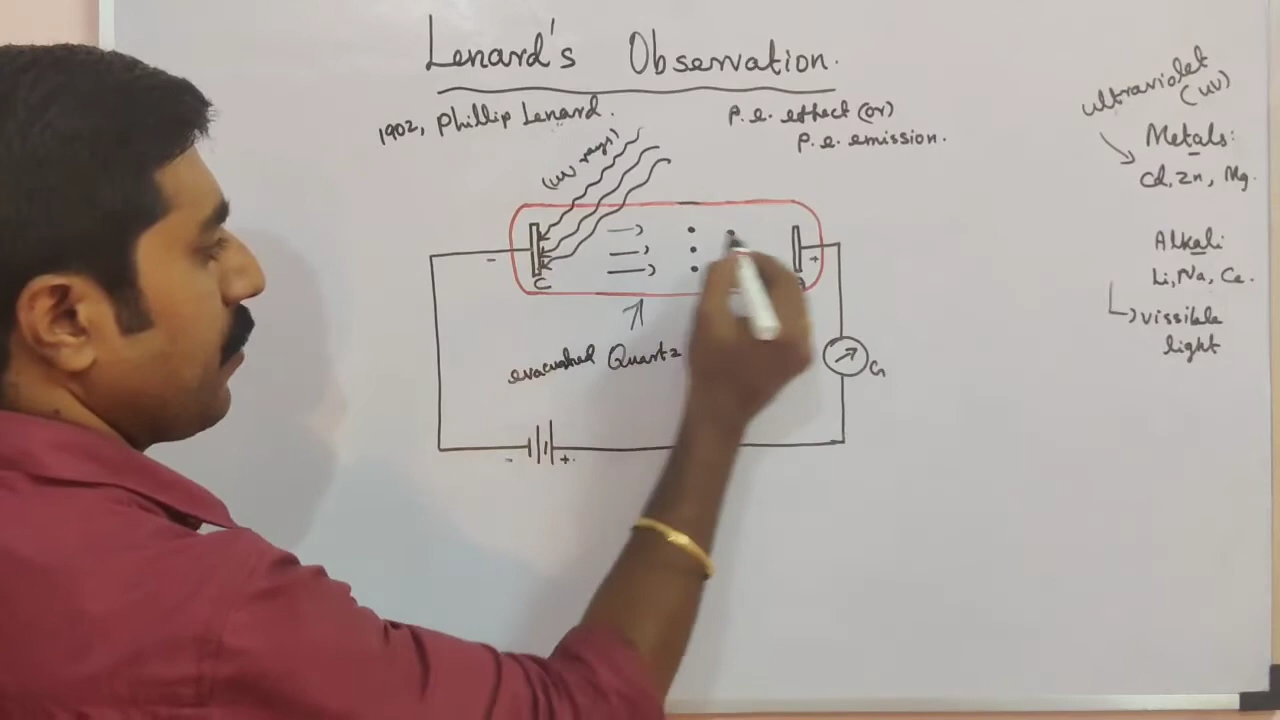 Lenard's Observation.
1902, Phillip Lenard.
P.e. effect (or)
P.e. emission.
(UV rays)
-
+
C
evacuated Quartz
G
- +
ultraviolet
(UV)
Metals:
Cd, Zn, Mg.
Alkali
Li, Na, Ce.
vissible
light